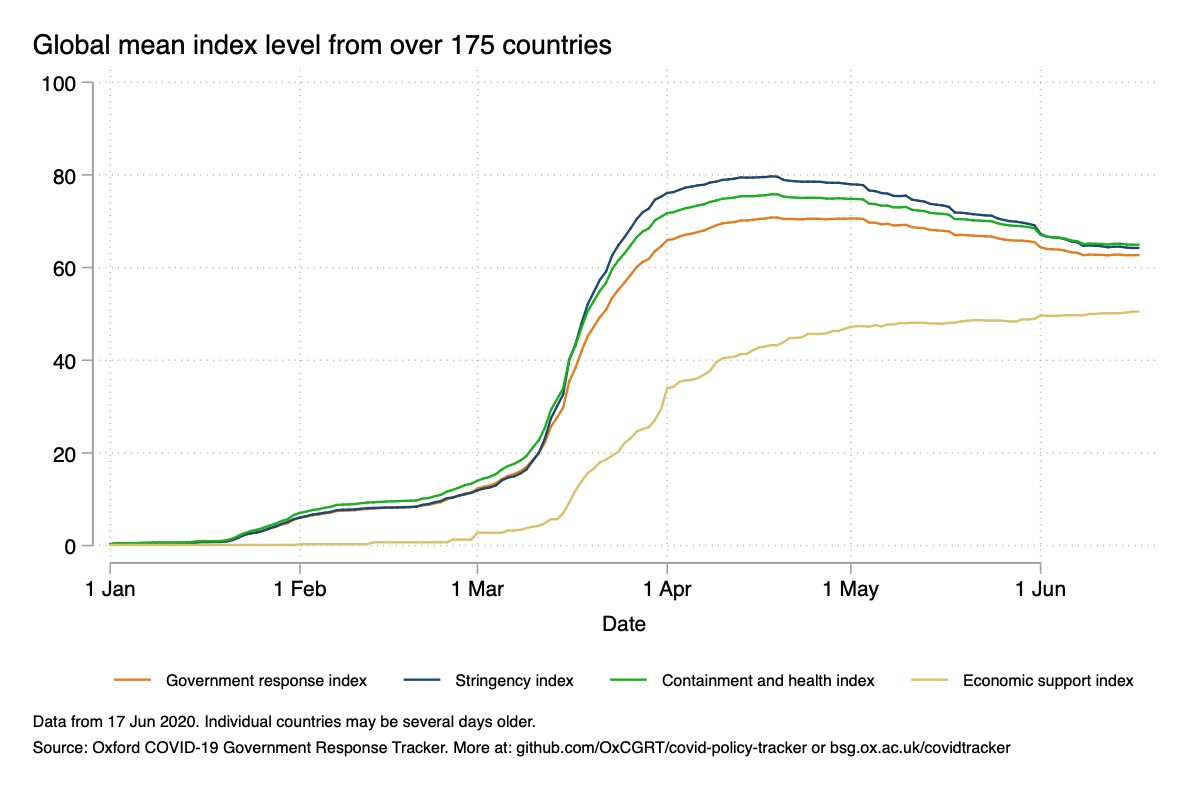 Global mean index level from over 175 countries
100
80
60
40
20
0
1 Jan
1 Feb
1 Mar
1 Apr
1 May
1 Jun
Date
Government response index
Stringency index
Containment and health index
Economic support index
Data from 17 Jun 2020. Individual countries may be several days older.
Source: Oxford COVID-19 Government Response Tracker. More at: github.com/OxCGRT/covid-policy-tracker or bsg.ox.ac.uk/covidtracker